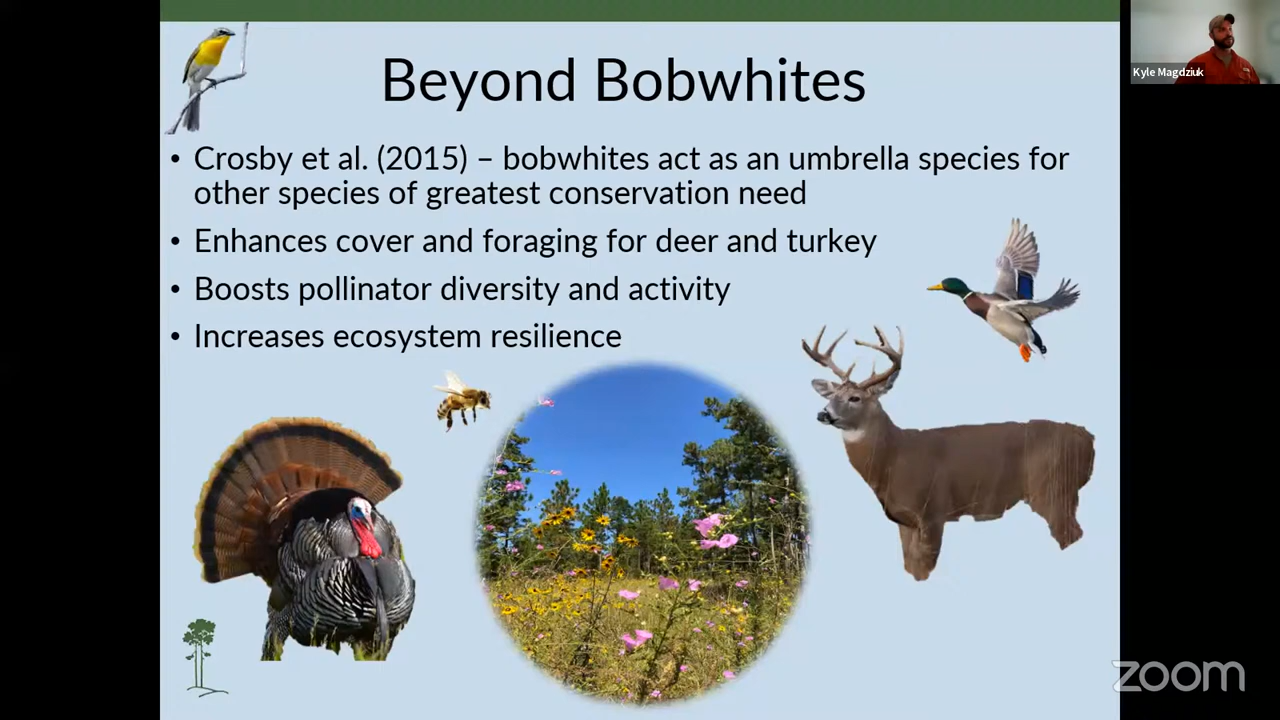 Beyond Bobwhites
• Crosby et al. (2015) – bobwhites act as an umbrella species for
other species of greatest conservation need
• Enhances cover and foraging for deer and turkey
• Boosts pollinator diversity and activity
• Increases ecosystem resilience
Kyle Magdziuk
zoom